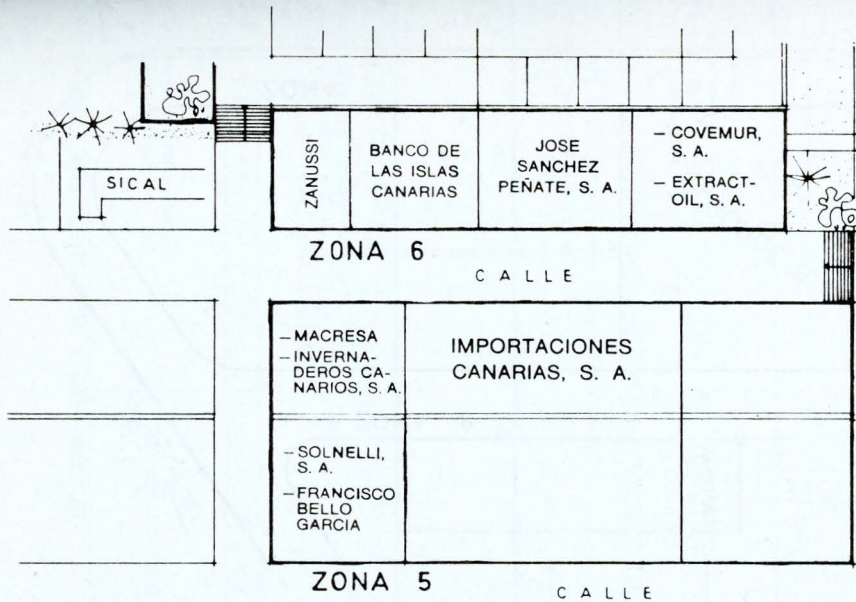 SICAL
ZANUSSI
BANCO DE
LAS ISLAS
CANARIAS
JOSE
SANCHEZ
PEÑATE, S. A.
– COVEMUR,
S. A.
– EXTRACT-
OIL, S. A.
ZONA 6
CALLE
– MACRESA
– INVERNA-
DEROS CA-
NARIOS, S. A.
IMPORTACIONES
CANARIAS, S. A.
– SOLNELLI,
S. A.
– FRANCISCO
BELLO
GARCIA
ZONA 5
CALLE